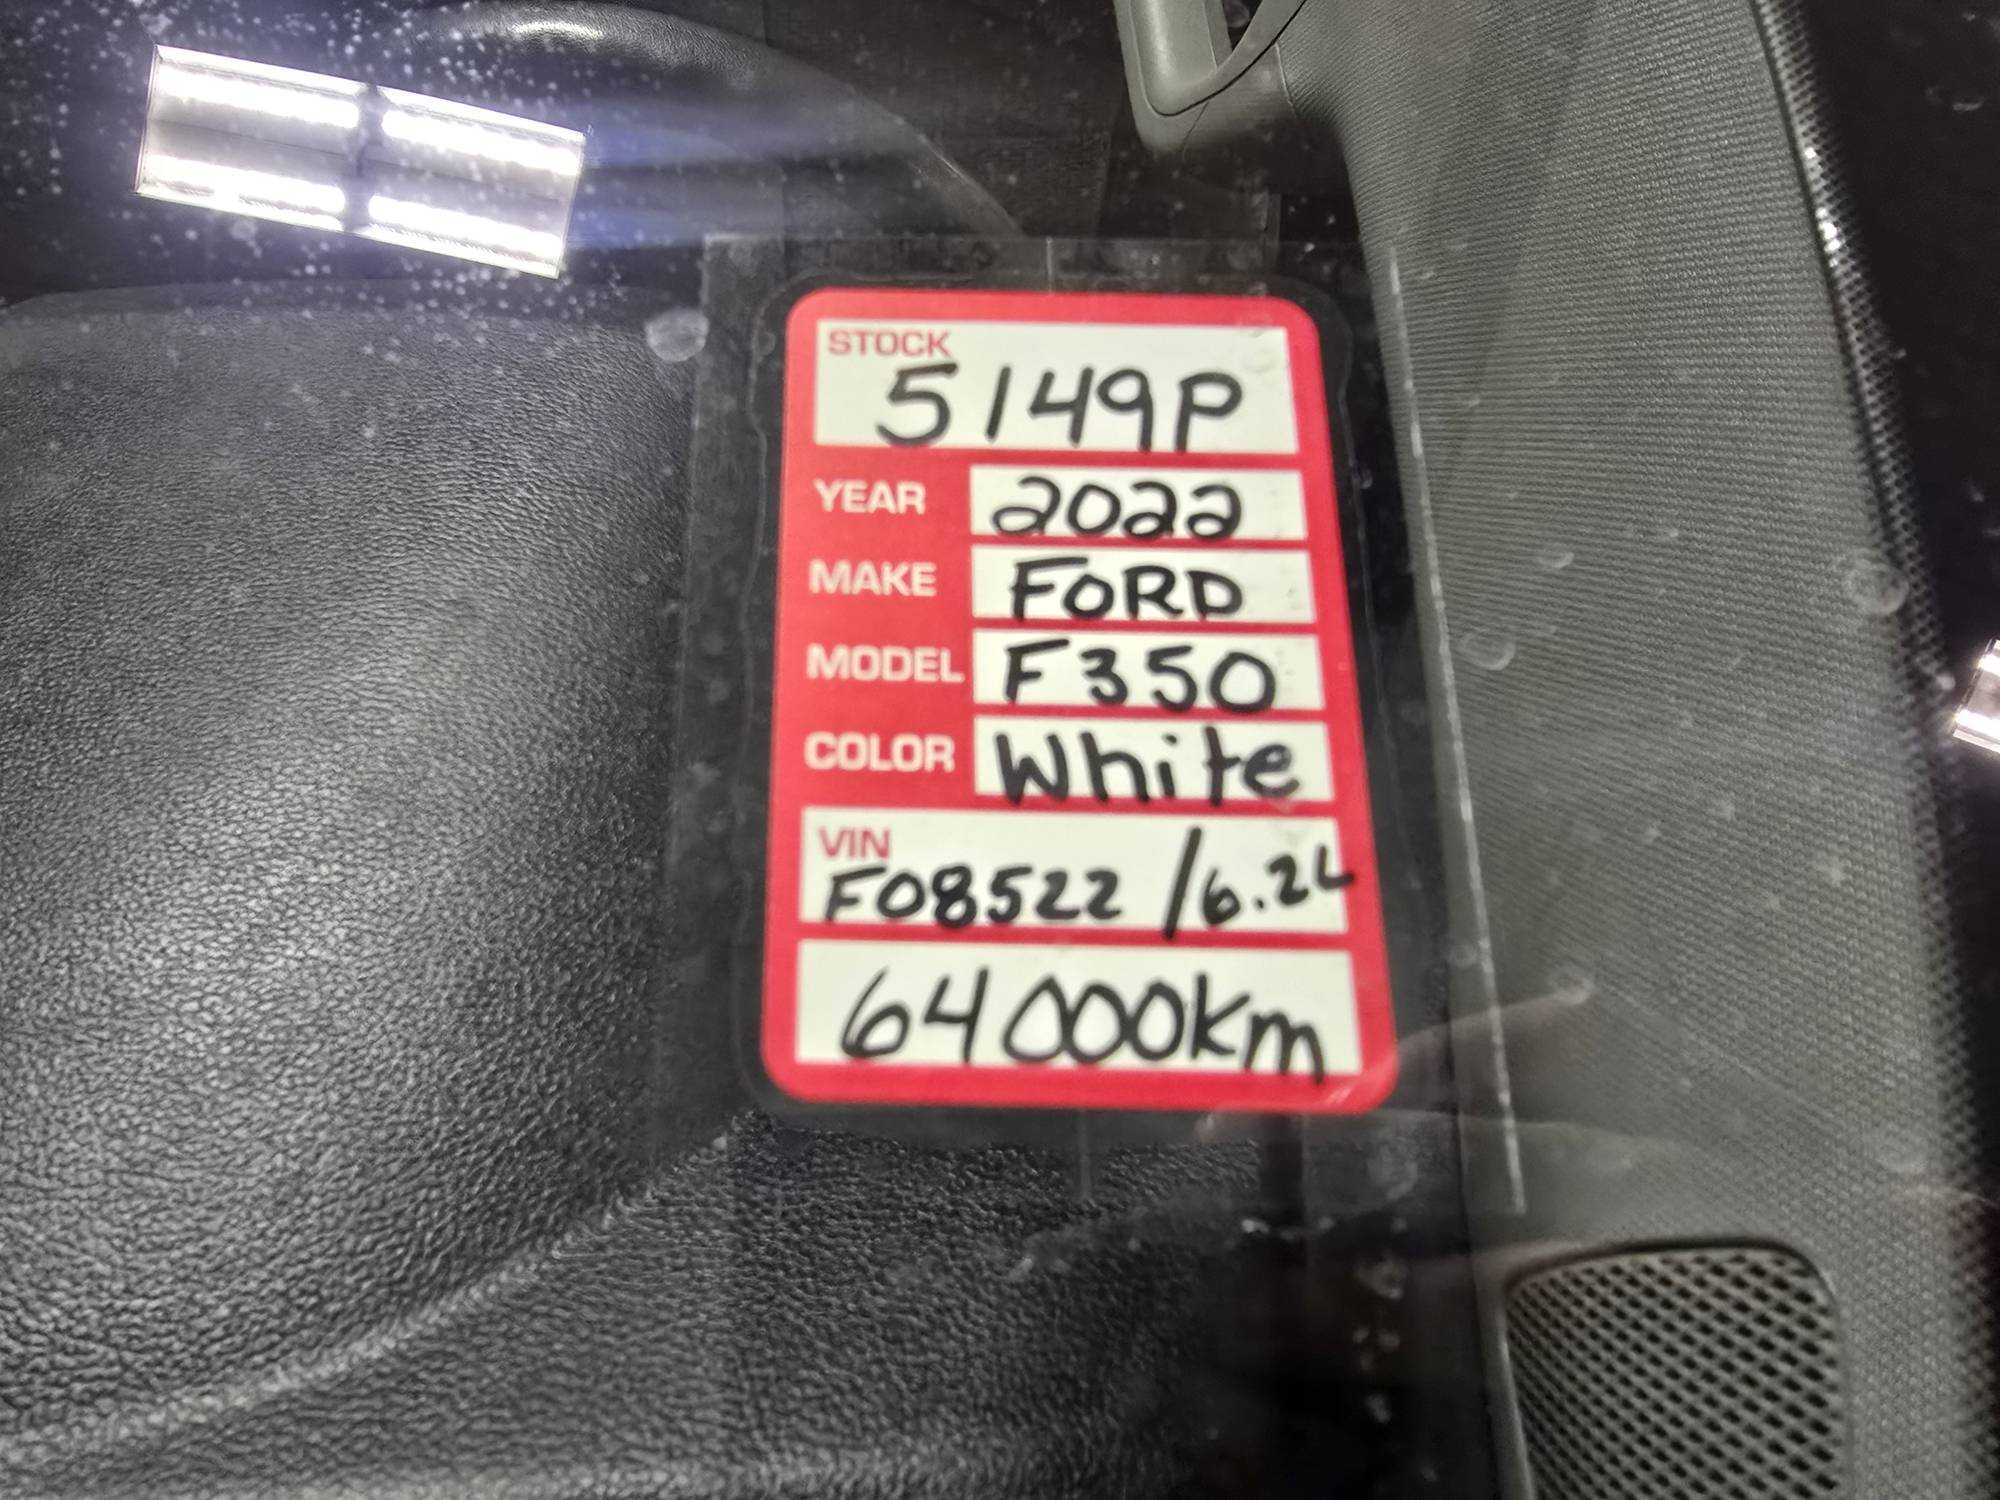 STOCK
5149P
YEAR 2022
MAKE FORD
MODEL F350
COLOR White
VIN
F08522 / 6.2L
64000km